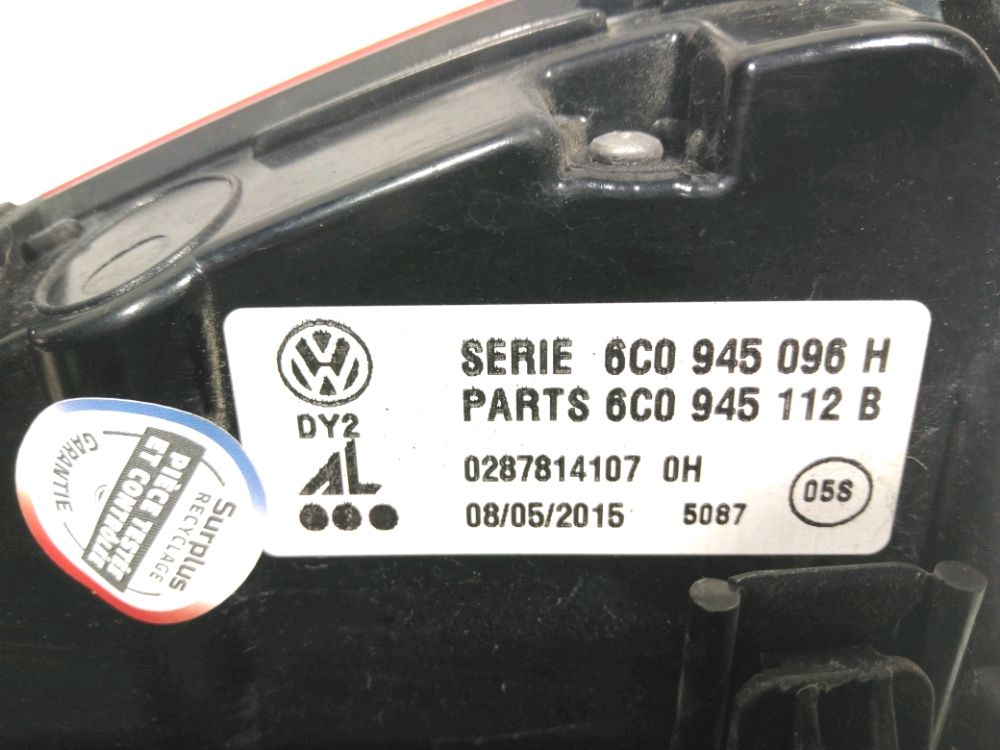 SERIE 6C0 945 096 H
PARTS 6C0 945 112 B
DY2
AL
0287814107 0H
08/05/2015 5087
05S
Surplus
RECYCLAGE
PIÈCE TESTÉE
ET CONTRÔLÉE
GARANTIE